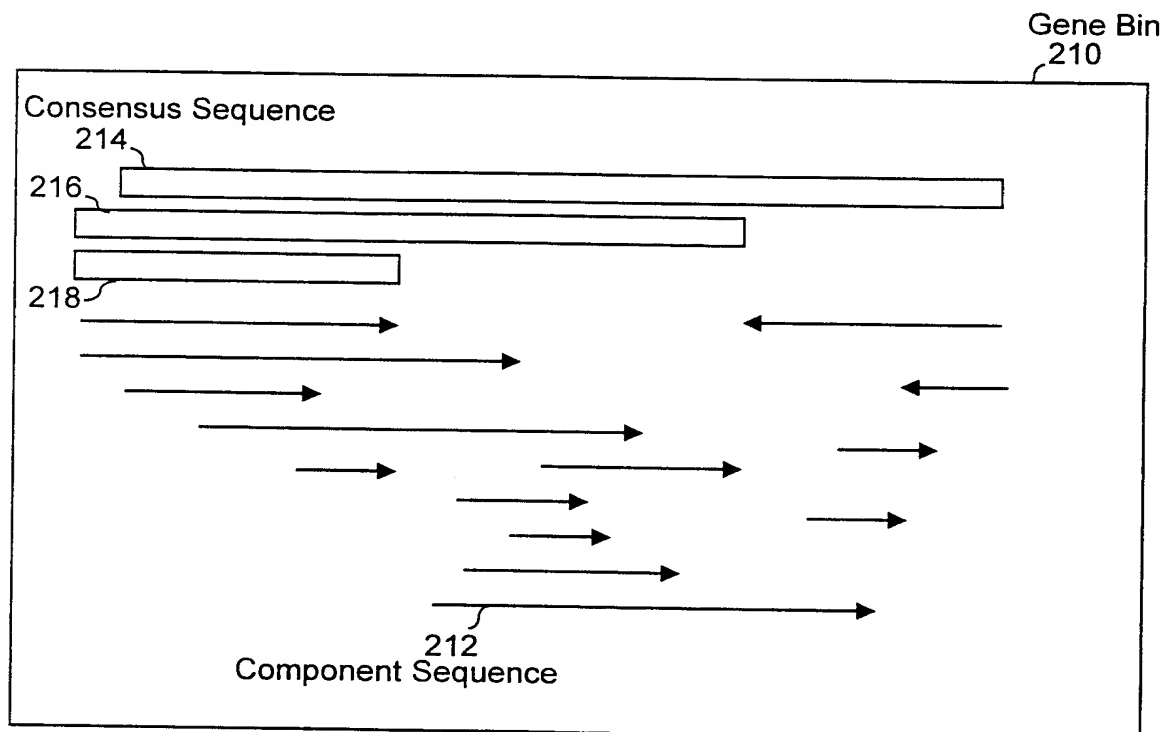 Gene Bin
210
Consensus Sequence
214
216
218
212
Component Sequence